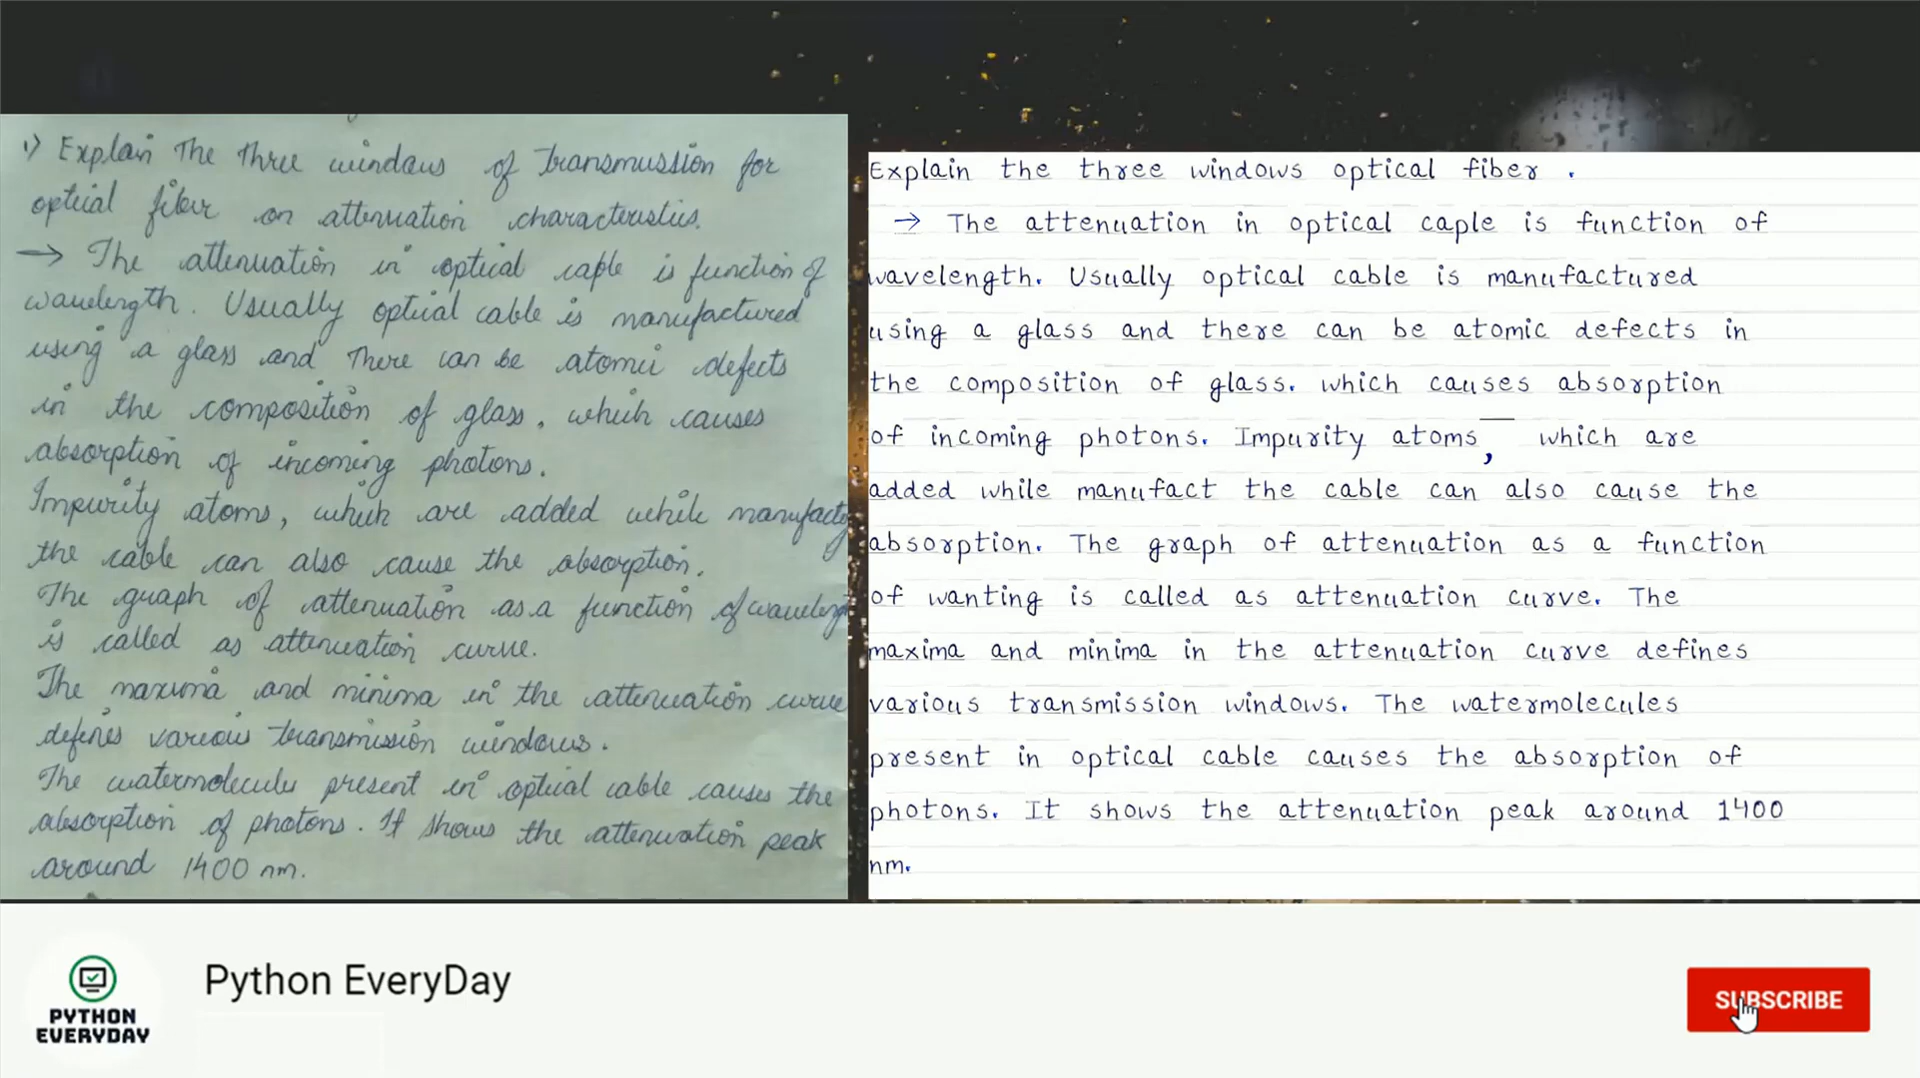 1) Explain The Three windows of transmussion for
optical fiber on attenuation characteristics.
→ The attenuation in optical caple is function of
wavelength. Usually optical cable is manufactured
using a glass and There can be atomic defects
in the composition of glass, which causes
absorption of incoming photons.
Impurity atoms, which are added while manufactg
the cable can also cause the absorption.
The graph of attenuation as a function of waveleng
is called as attenuation curve.
The maxima and minima in the attenuation curve
defines various transmission windows.
The watermolecules present in optical cable causes the
absorption of photons. It shows the attenuation peak
around 1400 nm.
Explain the three windows optical fiber .
→ The attenuation in optical caple is function of
wavelength. Usually optical cable is manufactured
using a glass and there can be atomic defects in
the composition of glass. which causes absorption
of incoming photons. Impurity atoms, which are
added while manufact the cable can also cause the
absorption. The graph of attenuation as a function
of wanting is called as attenuation curve. The
maxima and minima in the attenuation curve defines
various transmission windows. The watermolecules
present in optical cable causes the absorption of
photons. It shows the attenuation peak around 1400
nm.
PYTHON
EVERYDAY
Python EveryDay
SUBSCRIBE